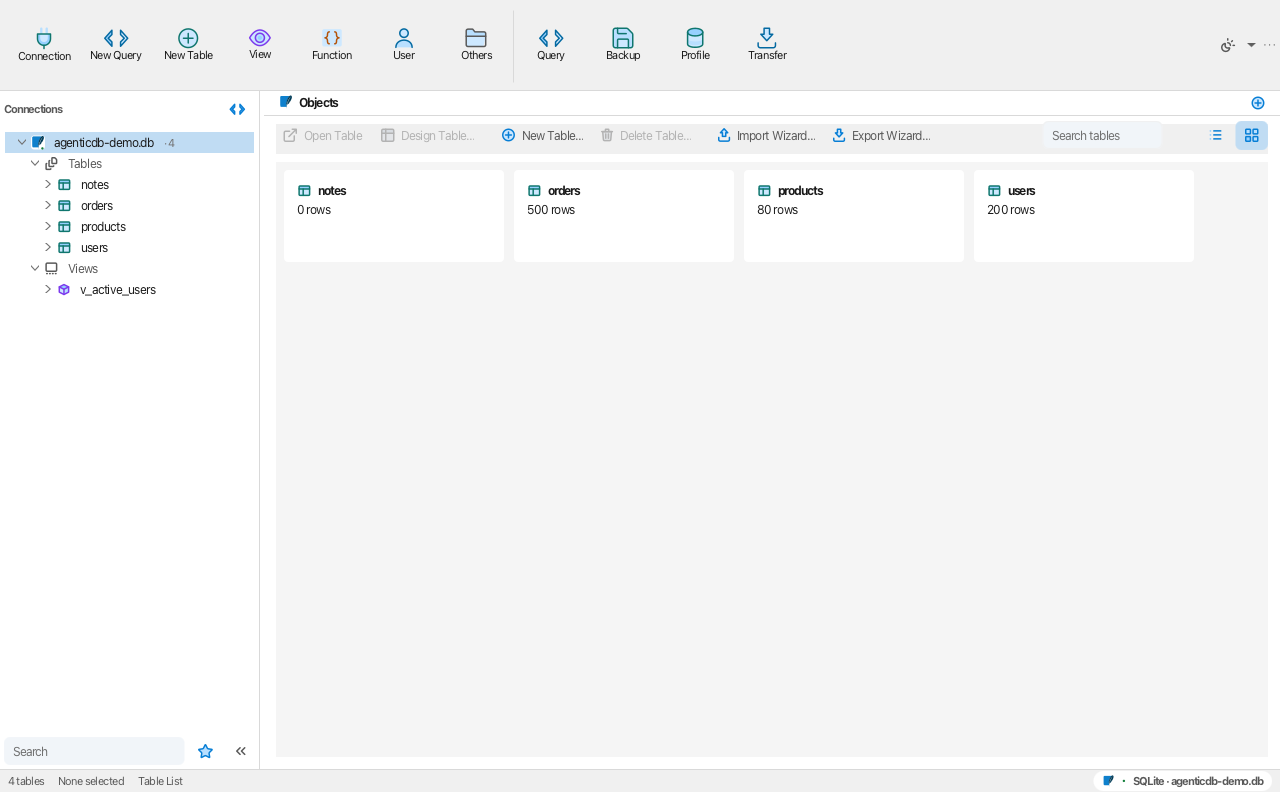 Connection
New Query
New Table
View
Function
User
Others
Query
Backup
Profile
Transfer
Connections
agenticdb-demo.db · 4
Tables
notes
orders
products
users
Views
v_active_users
Search
Objects
Open Table
Design Table...
New Table...
Delete Table...
Import Wizard...
Export Wizard...
Search tables
notes
0 rows
orders
500 rows
products
80 rows
users
200 rows
4 tables
None selected
Table List
SQLite · agenticdb-demo.db